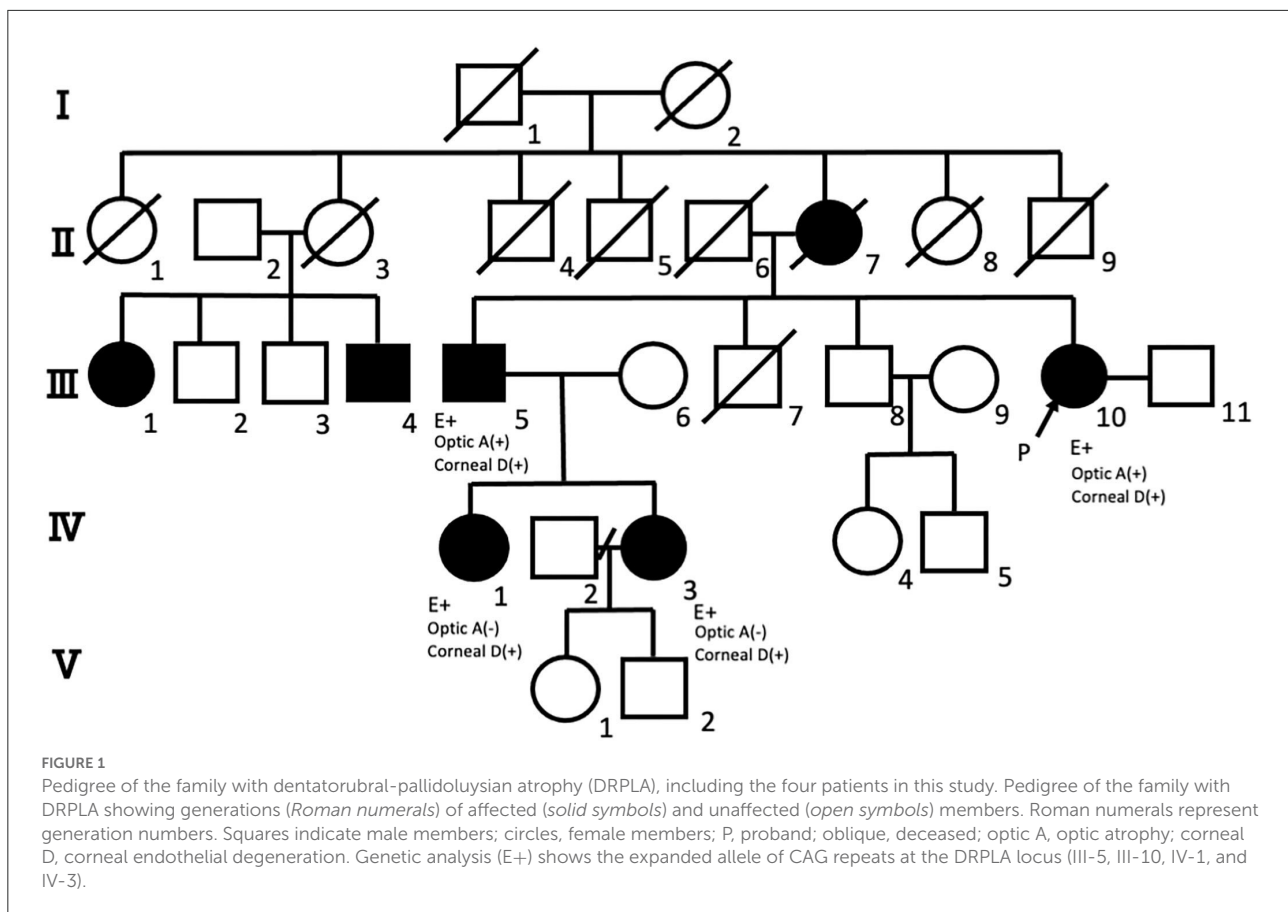 I
1
2
II
1
2
3
4
5
6
7
8
9
III
1
2
3
4
5
6
7
8
9
10
11
E+
Optic A(+)
Corneal D(+)
P
E+
Optic A(+)
Corneal D(+)
IV
1
2
3
4
5
E+
Optic A(-)
Corneal D(+)
E+
Optic A(-)
Corneal D(+)
V
1
2
FIGURE 1
Pedigree of the family with dentatorubral-pallidoluysian atrophy (DRPLA), including the four patients in this study. Pedigree of the family with
DRPLA showing generations (Roman numerals) of affected (solid symbols) and unaffected (open symbols) members. Roman numerals represent
generation numbers. Squares indicate male members; circles, female members; P, proband; oblique, deceased; optic A, optic atrophy; corneal
D, corneal endothelial degeneration. Genetic analysis (E+) shows the expanded allele of CAG repeats at the DRPLA locus (III-5, III-10, IV-1, and
IV-3).